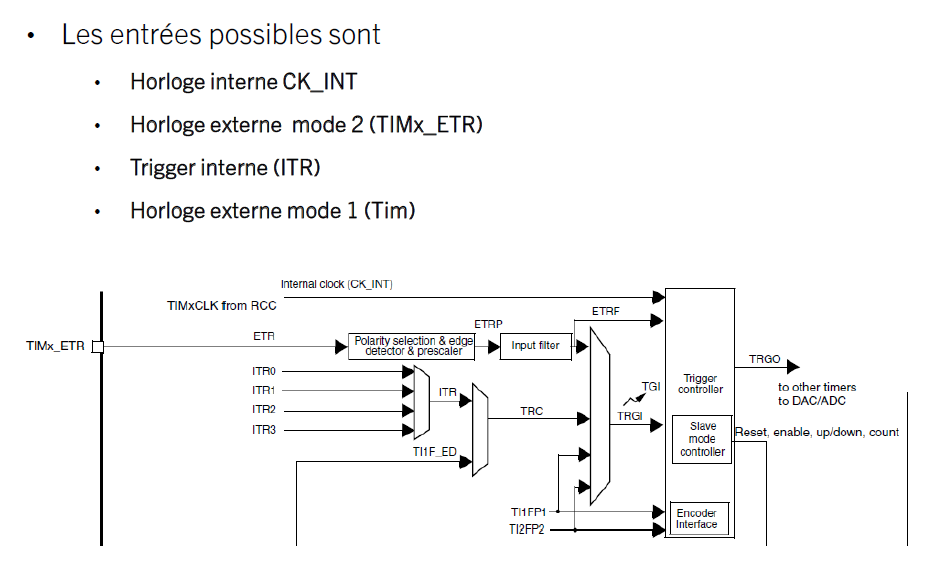 • Les entrées possibles sont
• Horloge interne CK_INT
• Horloge externe mode 2 (TIMx_ETR)
• Trigger interne (ITR)
• Horloge externe mode 1 (Tim)
Internal clock (CK_INT)
TIMxCLK from RCC
ETRF
ETRP
ETR
TIMx_ETR
Polarity selection & edge
detector & prescaler
Input filter
TRGO
to other timers
to DAC/ADC
Trigger
controller
ITR0
ITR1
ITR2
ITR3
ITR
TRC
TGI
TRGI
Slave
mode
controller
Reset, enable, up/down, count
TI1F_ED
TI1FP1
TI2FP2
Encoder
Interface